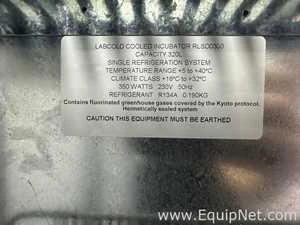 LABCOLD COOLED INCUBATOR RLSD0300
CAPACITY 320L
SINGLE REFRIGERATION SYSTEM
TEMPERATURE RANGE +5 to +40°C
CLIMATE CLASS +16°C to +32°C
350 WATTS 230V 50Hz
REFRIGERANT R134A 0.190KG
Contains fluorinated greenhouse gases covered by the Kyoto protocol.
Hermetically sealed system.
CAUTION THIS EQUIPMENT MUST BE EARTHED
www.EquipNet.com